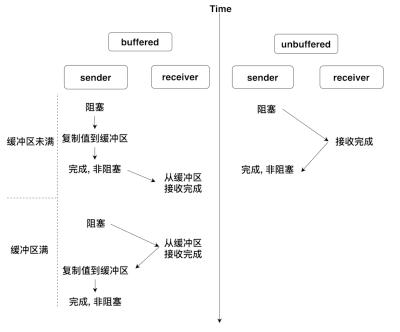 Time
buffered
unbuffered
sender
receiver
sender
receiver
缓冲区未满
阻塞
复制值到缓冲区
完成, 非阻塞
从缓冲区
接收完成
阻塞
接收完成
完成, 非阻塞
缓冲区满
阻塞
从缓冲区
接收完成
复制值到缓冲区
完成, 非阻塞